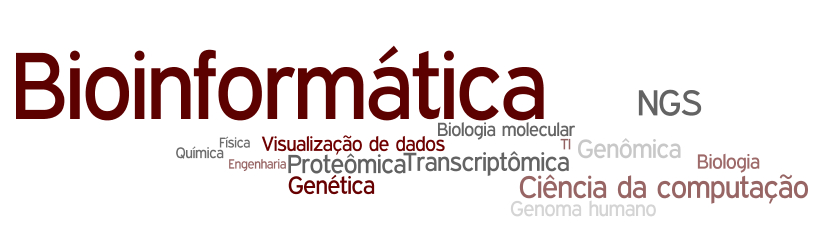 Bioinformática
NGS
Biologia molecular
Física
Visualização de dados
TI
Genômica
Química
Engenharia
Proteômica
Transcriptômica
Biologia
Genética
Ciência da computação
Genoma humano